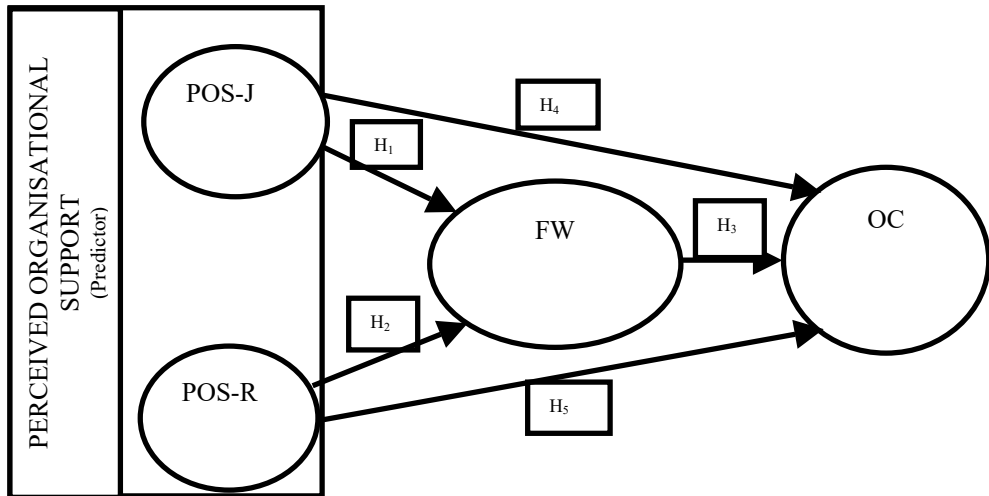 PERCEIVED ORGANISATIONAL
SUPPORT
(Predictor)
POS-J
H₄
H₁
FW
H₃
OC
H₂
POS-R
H₅